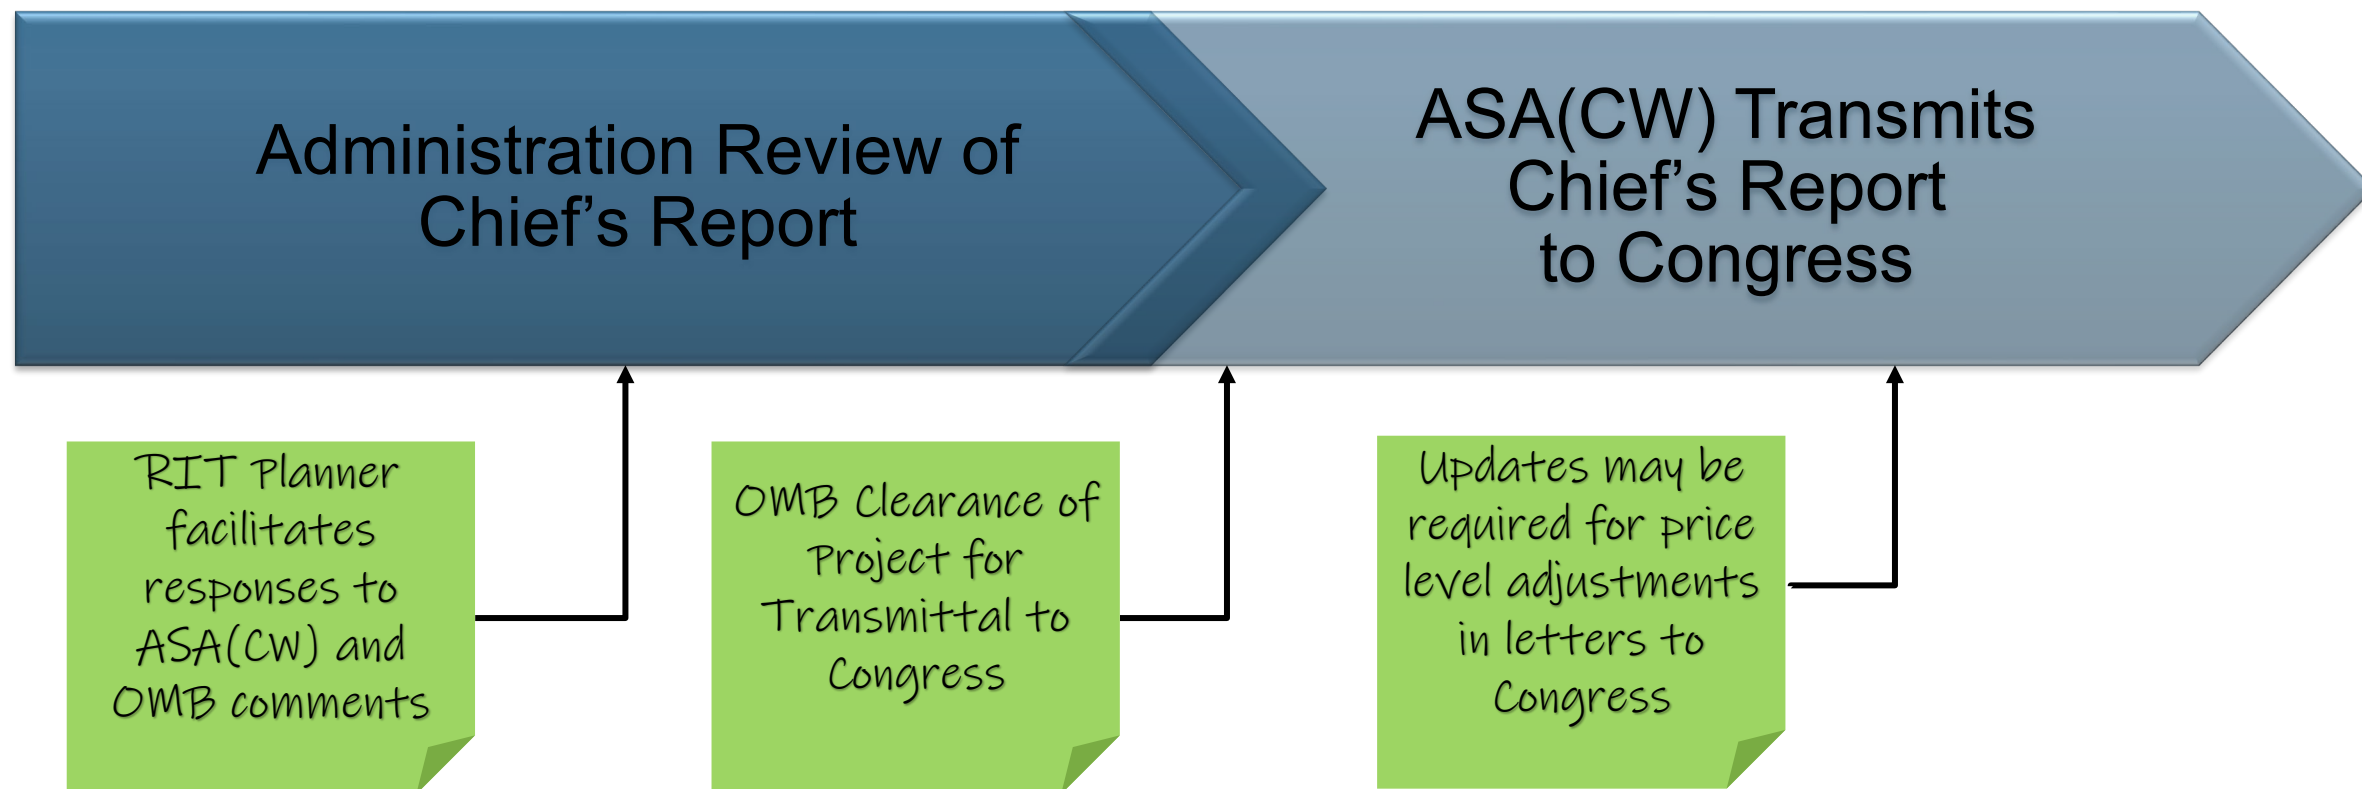 Administration Review of
Chief’s Report
ASA(CW) Transmits
Chief’s Report
to Congress
RIT Planner
facilitates
responses to
ASA(CW) and
OMB comments
OMB Clearance of
Project for
Transmittal to
Congress
Updates may be
required for price
level adjustments
in letters to
Congress